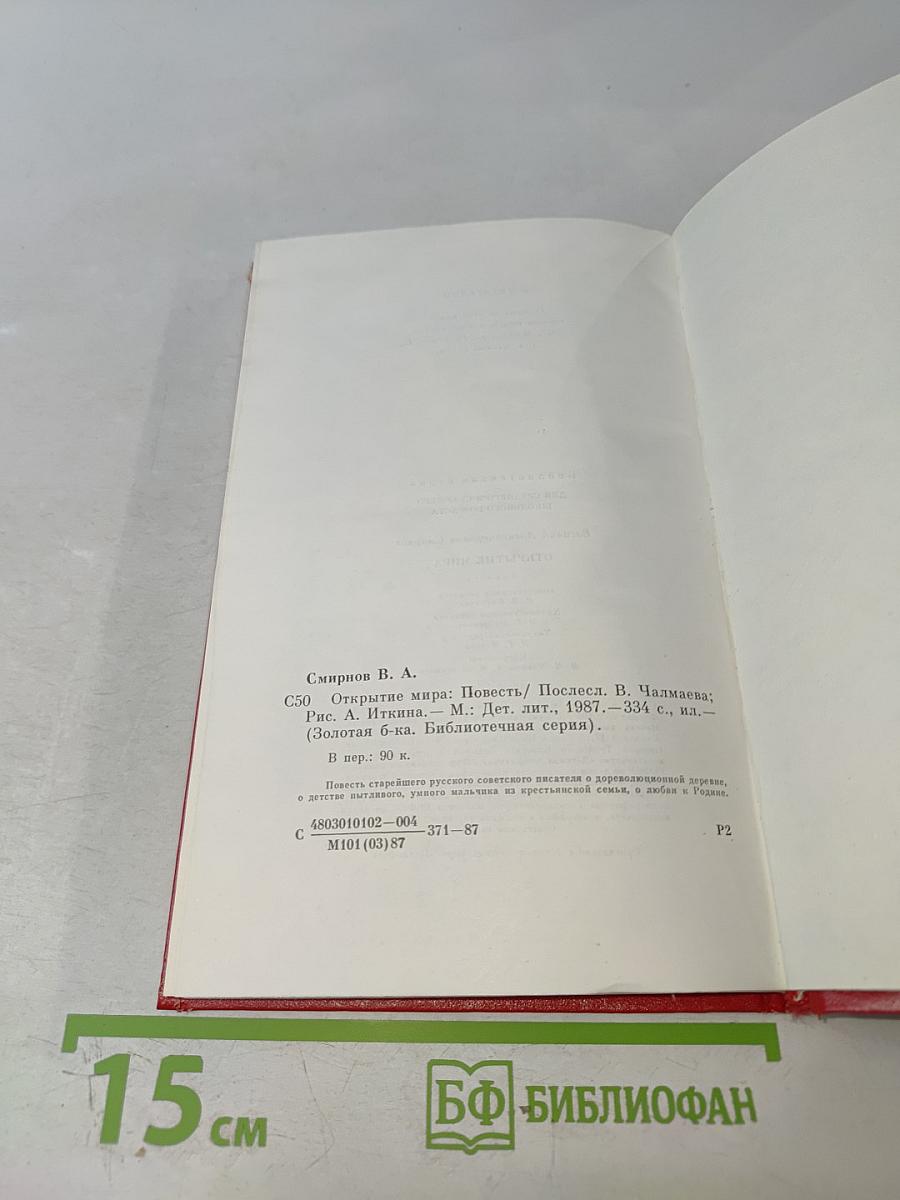 Смирнов В. А.
С50 Открытие мира: Повесть/ Послесл. В. Чалмаева;
Рис. А. Иткина.— М.: Дет. лит., 1987.—334 с., ил.—
(Золотая б-ка. Библиотечная серия).
В пер.: 90 к.
Повесть старейшего русского советского писателя о дореволюционной деревне,
о детстве пытливого, умного мальчика из крестьянской семьи, о любви к Родине.
С 4803010102—004
М101(03)87
371—87
Р2
15 см
БФ БИБЛИОФАН